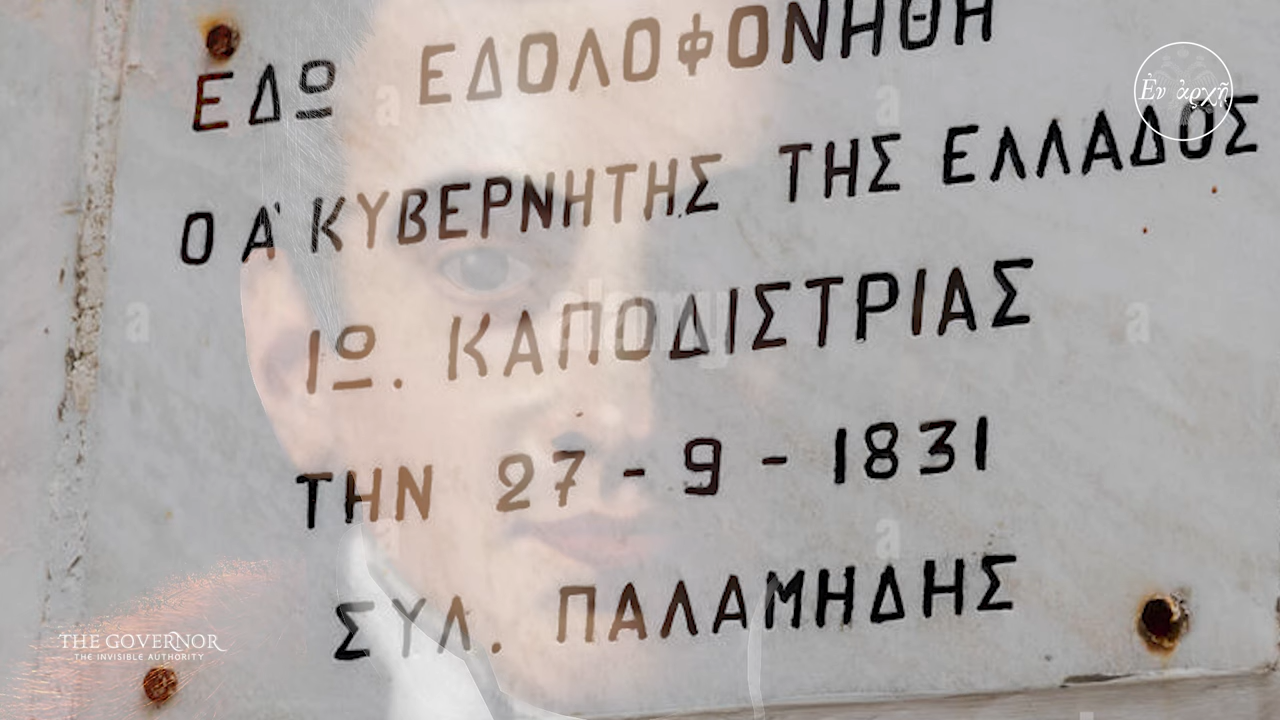 ΕΔΩ ΕΔΟΛΟΦΟΝΗΘΗ
Ἐν ἀρχῇ
Ο Α' ΚΥΒΕΡΝΗΤΗΣ ΤΗΣ ΕΛΛΑΔΟΣ
ΙΩ. ΚΑΠΟΔΙΣΤΡΙΑΣ
alamy
ΤΗΝ 27-9-1831
ΣΥΛ. ΠΑΛΑΜΗΔΗΣ
THE GOVERNOR
THE INVISIBLE AUTHORITY